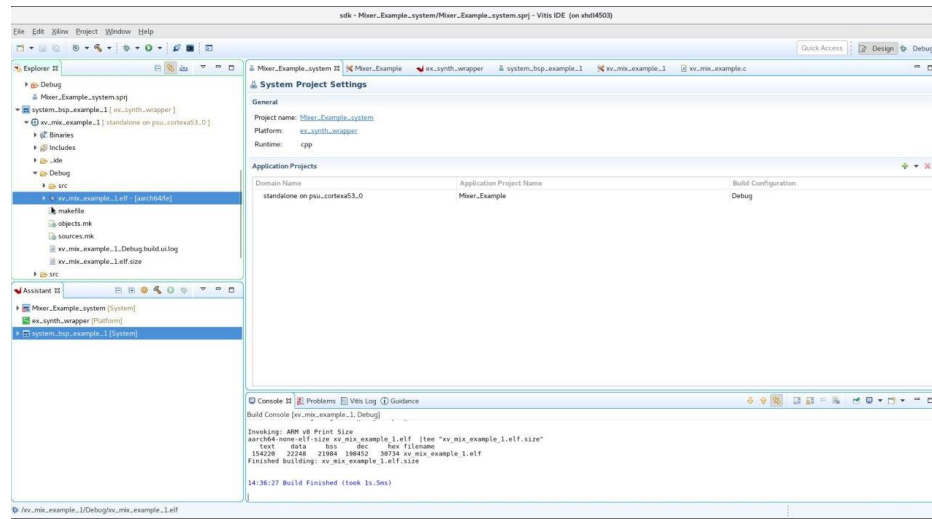 sdk - Mixer_Example_system/Mixer_Example_system.sprj - Vitis IDE (on xhdl4503)
File Edit Xilinx Project Window Help
Quick Access
Design
Debug
Explorer
Debug
Mixer_Example_system.sprj
system_bsp_example_1 [ ex_synth_wrapper ]
xv_mix_example_1 [ standalone on psu_cortexa53_0 ]
Binaries
Includes
_ide
Debug
src
xv_mix_example_1.elf - [aarch64/le]
makefile
objects.mk
sources.mk
xv_mix_example_1_Debug.build.ui.log
xv_mix_example_1.elf.size
src
Assistant
Mixer_Example_system [System]
ex_synth_wrapper [Platform]
system_bsp_example_1 [System]
Mixer_Example_system Mixer_Example ex_synth_wrapper system_bsp_example_1 xv_mix_example_1 xv_mix_example.c
System Project Settings
General
Project name: Mixer_Example_system
Platform: ex_synth_wrapper
Runtime: cpp
Application Projects
Domain Name Application Project Name Build Configuration
standalone on psu_cortexa53_0 Mixer_Example Debug
Console Problems Vitis Log Guidance
Build Console [xv_mix_example_1, Debug]
Invoking: ARM v8 Print Size
aarch64-none-elf-size xv_mix_example_1.elf |tee "xv_mix_example_1.elf.size"
text data bss dec hex filename
154220 22248 21984 198452 30734 xv_mix_example_1.elf
Finished building: xv_mix_example_1.elf.size
14:36:27 Build Finished (took 1s.5ms)
/xv_mix_example_1/Debug/xv_mix_example_1.elf